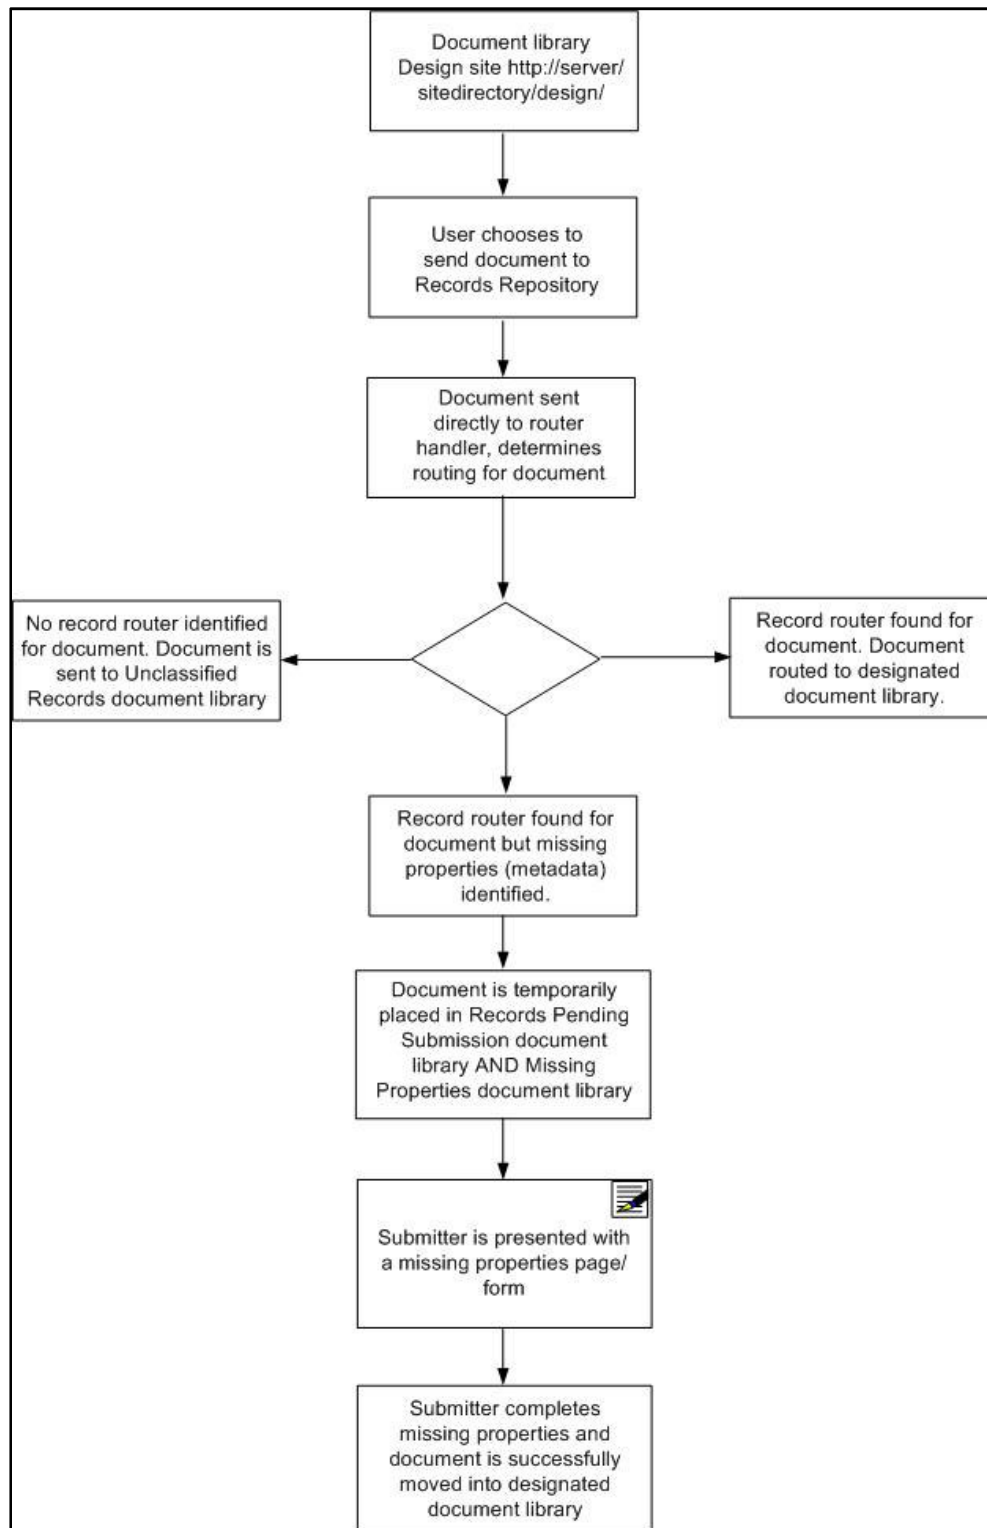 Document library
Design site http://server/
sitedirectory/design/
User chooses to
send document to
Records Repository
Document sent
directly to router
handler, determines
routing for document
No record router identified
for document. Document is
sent to Unclassified
Records document library
Record router found for
document. Document
routed to designated
document library.
Record router found for
document but missing
properties (metadada)
identified.
Document is temporarily
placed in Records Pending
Submission document
library AND Missing
Properties document library
Submitter is presented with
a missing properties page/
form
Submitter completes
missing properties and
document is successfully
moved into designated
document library